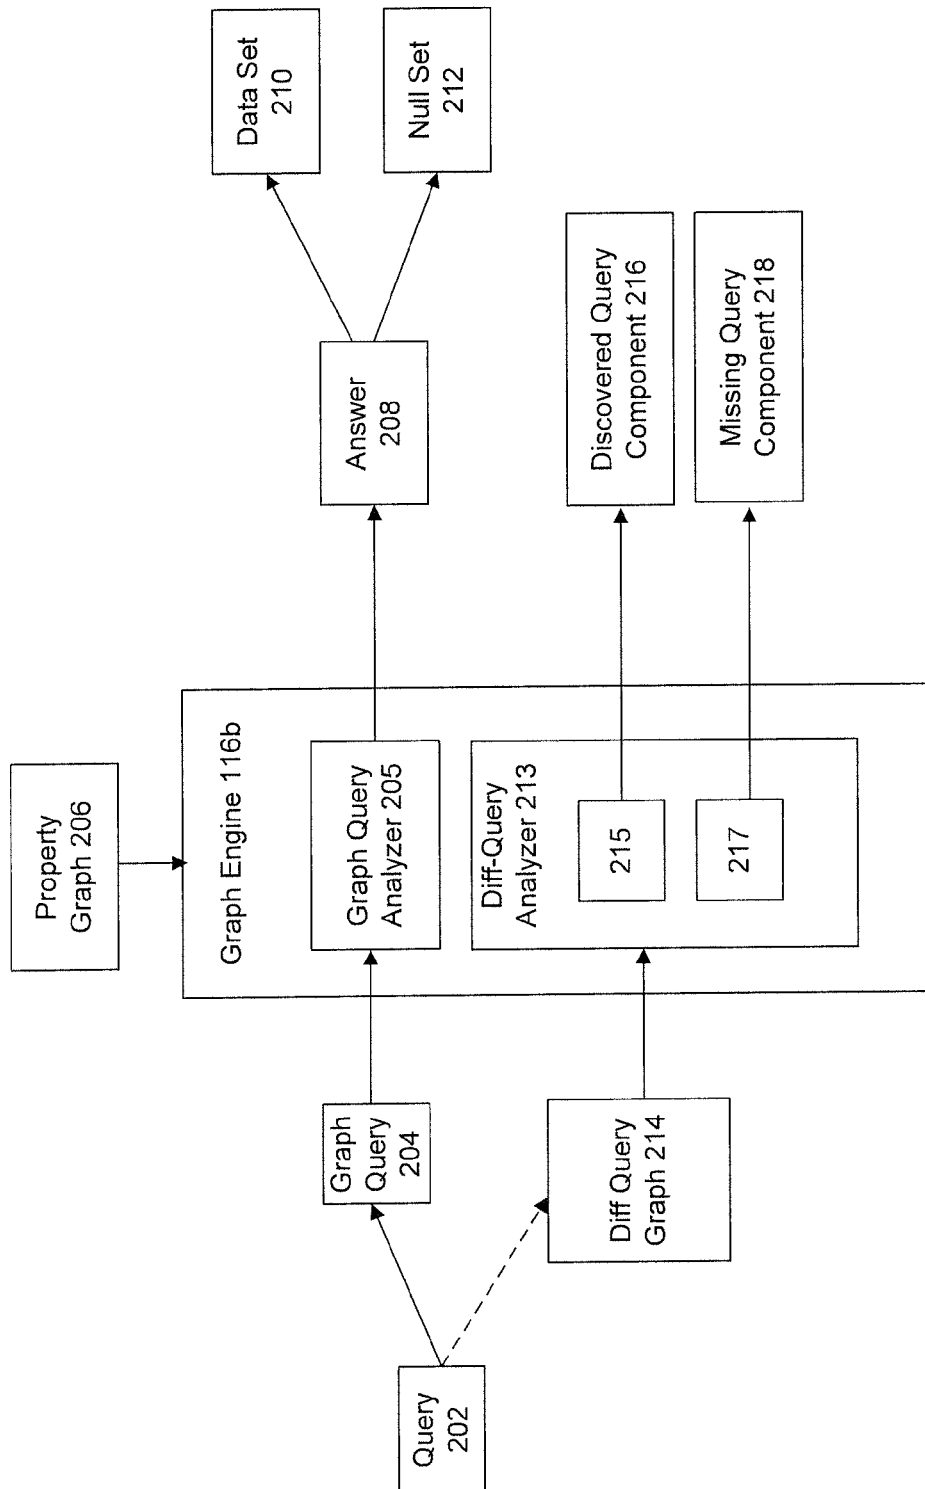 Query
202
Graph
Query
204
Diff Query
Graph 214
Property
Graph 206
Graph Engine 116b
Graph Query
Analyzer 205
Diff-Query
Analyzer 213
215
217
Answer
208
Discovered Query
Component 216
Missing Query
Component 218
Data Set
210
Null Set
212